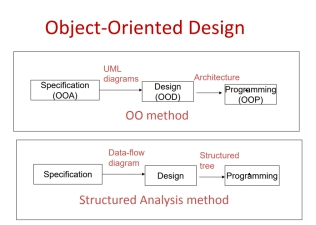 Object-Oriented Design
UML
diagrams
Architecture
Specification
(OOA)
Design
(OOD)
Programming
(OOP)
OO method
Data-flow
diagram
Structured
tree
Specification
Design
Programming
Structured Analysis method